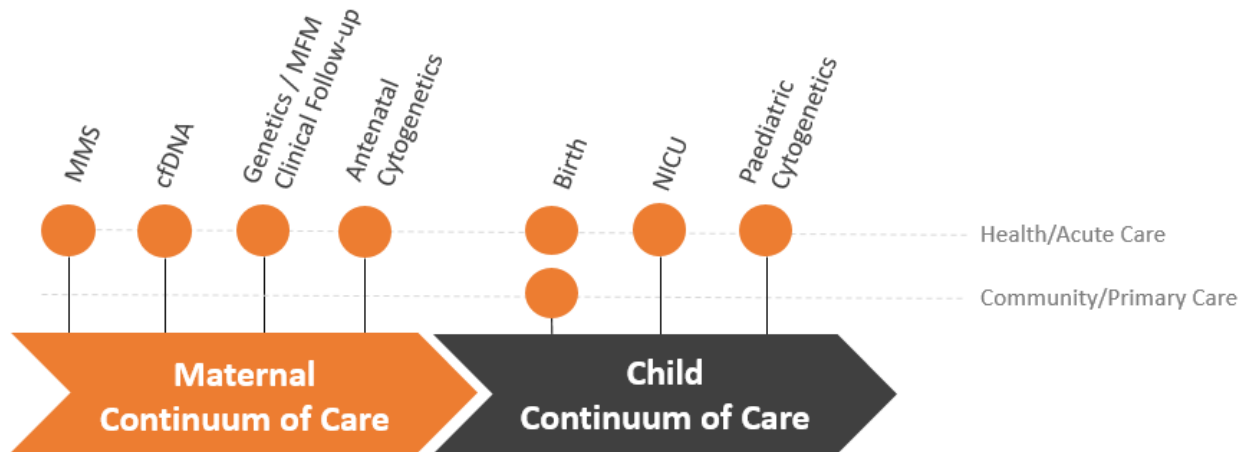 MMS
cfDNA
Genetics / MFM
Clinical Follow-up
Antenatal
Cytogenetics
Birth
NICU
Paediatric
Cytogenetics
Health/Acute Care
Community/Primary Care
Maternal
Continuum of Care
Child
Continuum of Care